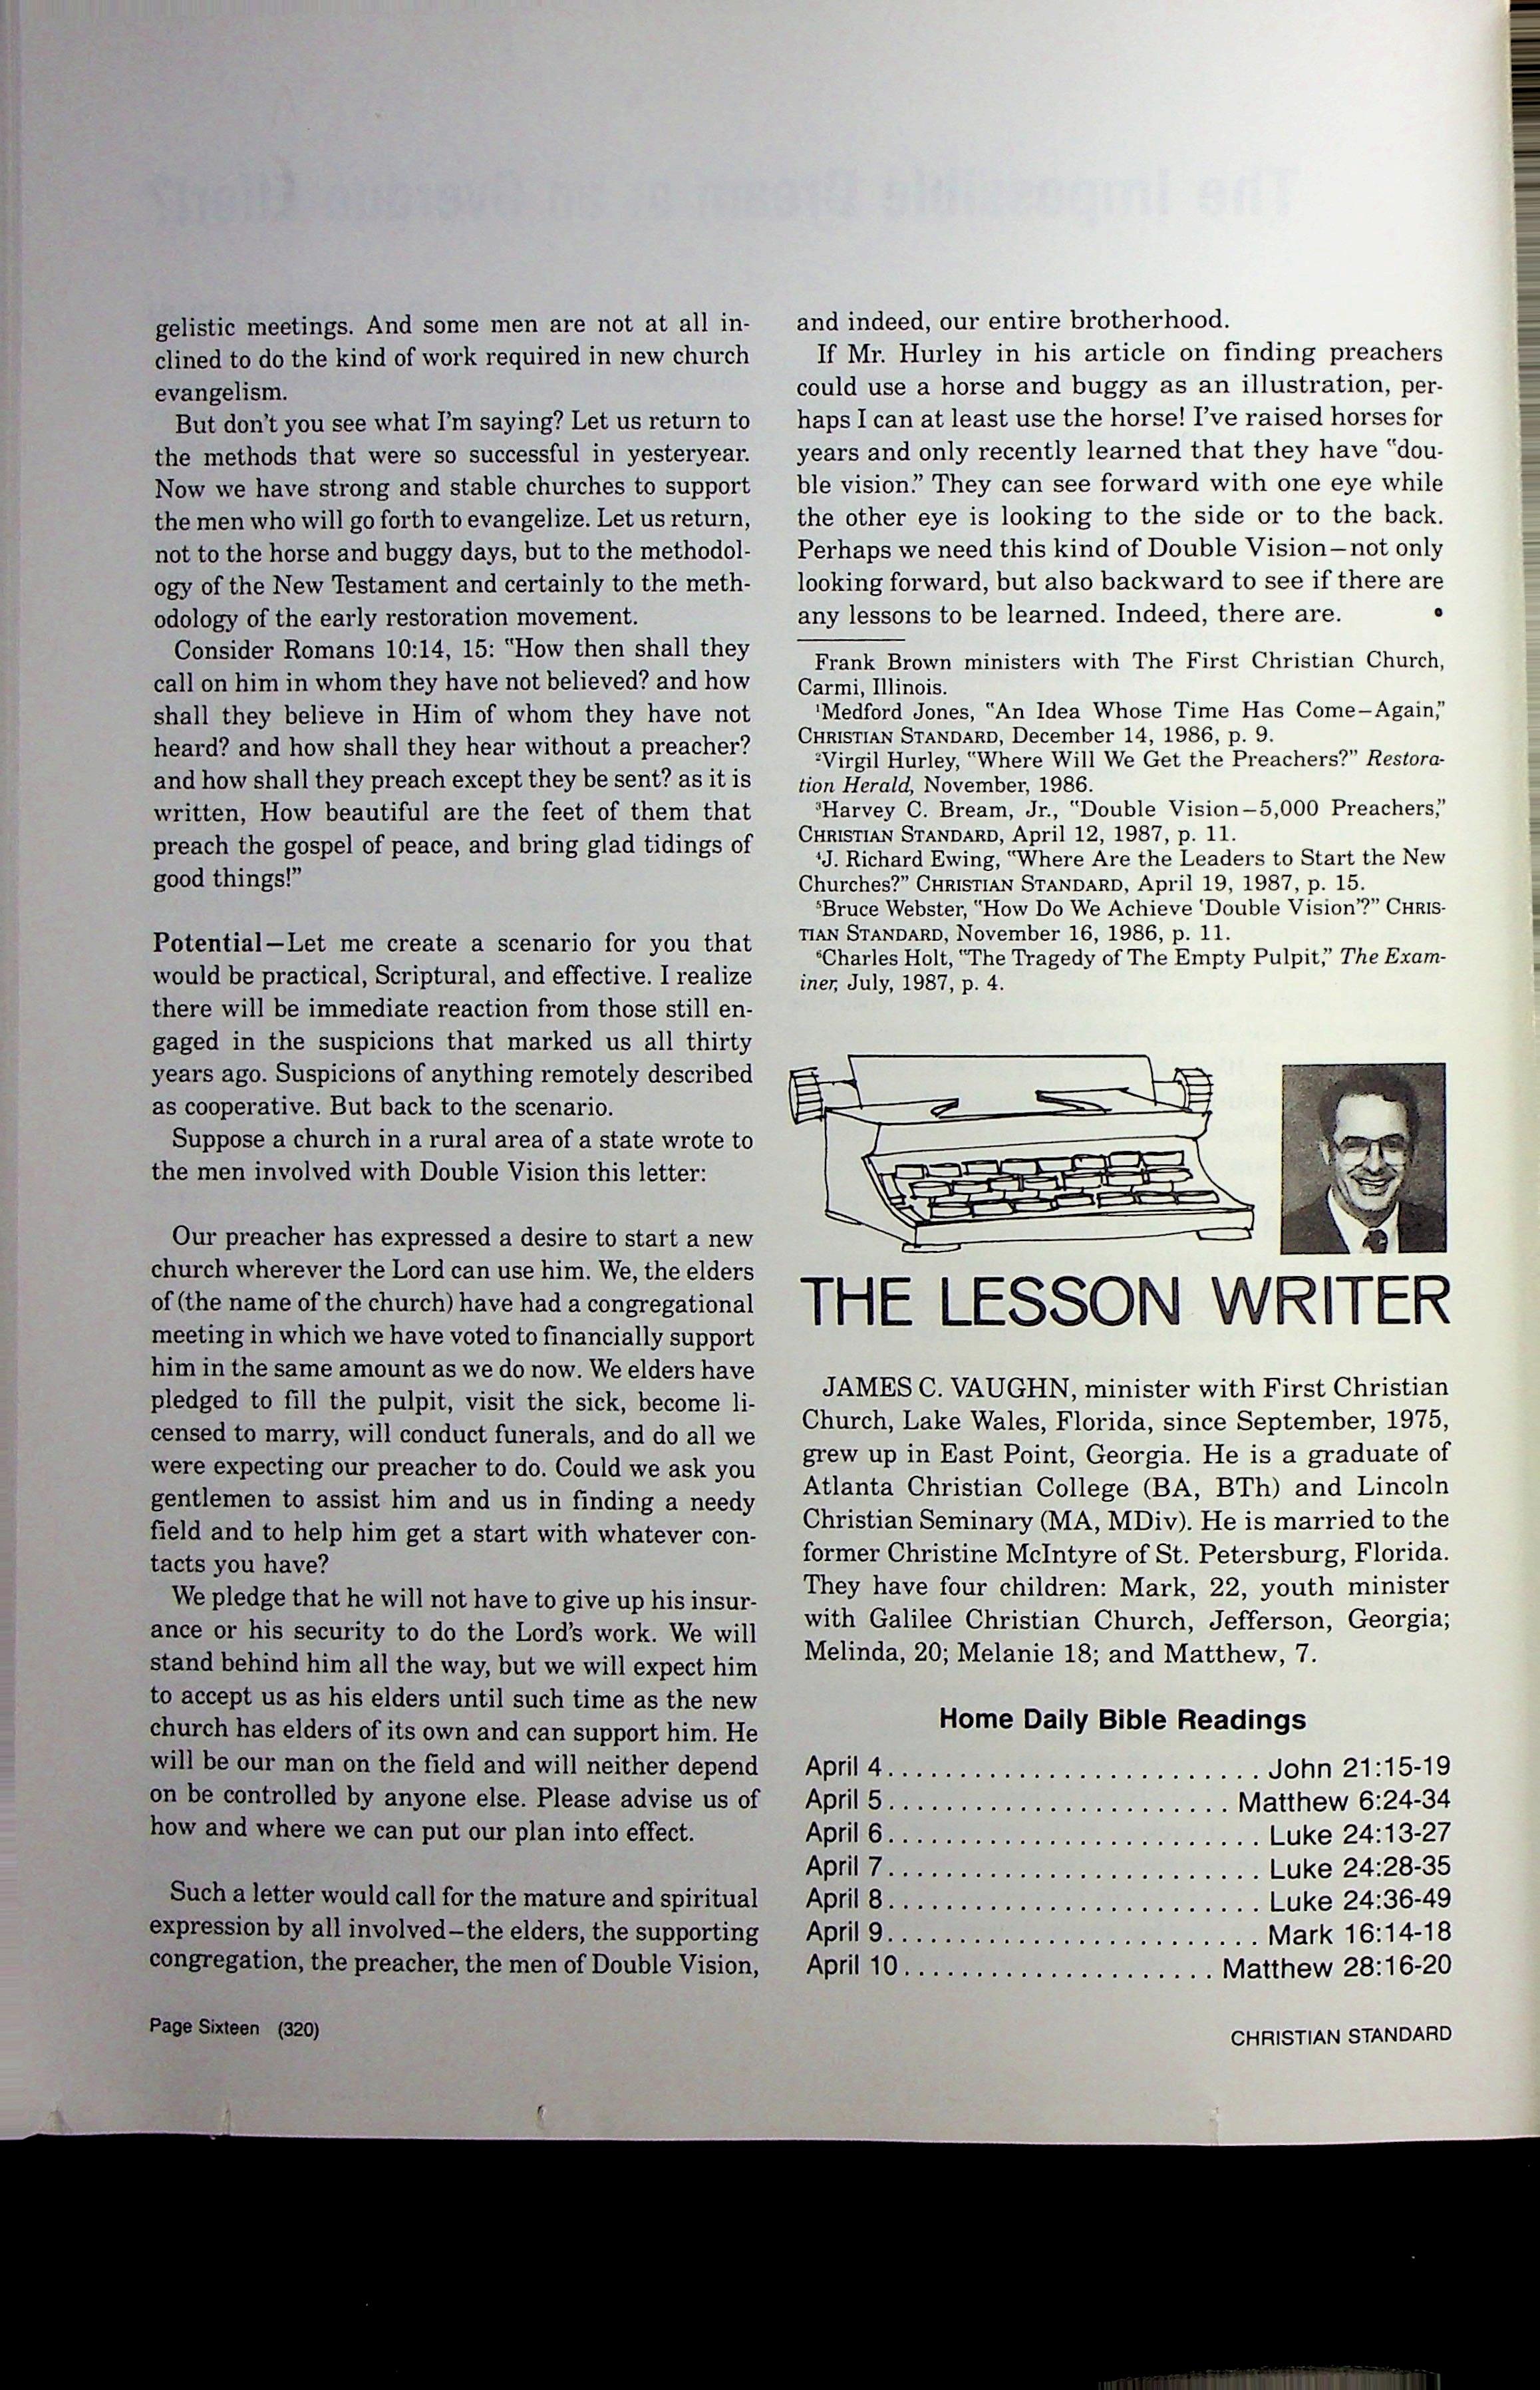 gelistic meetings. And some men are not at all in-
clined to do the kind of work required in new church
evangelism.
But don't you see what I'm saying? Let us return to
the methods that were so successful in yesteryear.
Now we have strong and stable churches to support
the men who will go forth to evangelize. Let us return,
not to the horse and buggy days, but to the methodol-
ogy of the New Testament and certainly to the meth-
odology of the early restoration movement.
Consider Romans 10:14, 15: "How then shall they
call on him in whom they have not believed? and how
shall they believe in Him of whom they have not
heard? and how shall they hear without a preacher?
and how shall they preach except they be sent? as it is
written, How beautiful are the feet of them that
preach the gospel of peace, and bring glad tidings of
good things!"
Potential—Let me create a scenario for you that
would be practical, Scriptural, and effective. I realize
there will be immediate reaction from those still en-
gaged in the suspicions that marked us all thirty
years ago. Suspicions of anything remotely described
as cooperative. But back to the scenario.
Suppose a church in a rural area of a state wrote to
the men involved with Double Vision this letter:
Our preacher has expressed a desire to start a new
church wherever the Lord can use him. We, the elders
of (the name of the church) have had a congregational
meeting in which we have voted to financially support
him in the same amount as we do now. We elders have
pledged to fill the pulpit, visit the sick, become li-
censed to marry, will conduct funerals, and do all we
were expecting our preacher to do. Could we ask you
gentlemen to assist him and us in finding a needy
field and to help him get a start with whatever con-
tacts you have?
We pledge that he will not have to give up his insur-
ance or his security to do the Lord's work. We will
stand behind him all the way, but we will expect him
to accept us as his elders until such time as the new
church has elders of its own and can support him. He
will be our man on the field and will neither depend
on be controlled by anyone else. Please advise us of
how and where we can put our plan into effect.
Such a letter would call for the mature and spiritual
expression by all involved—the elders, the supporting
congregation, the preacher, the men of Double Vision,
and indeed, our entire brotherhood.
If Mr. Hurley in his article on finding preachers
could use a horse and buggy as an illustration, per-
haps I can at least use the horse! I've raised horses for
years and only recently learned that they have "dou-
ble vision." They can see forward with one eye while
the other eye is looking to the side or to the back.
Perhaps we need this kind of Double Vision—not only
looking forward, but also backward to see if there are
any lessons to be learned. Indeed, there are. •
Frank Brown ministers with The First Christian Church,
Carmi, Illinois.
¹Medford Jones, "An Idea Whose Time Has Come—Again,"
CHRISTIAN STANDARD, December 14, 1986, p. 9.
²Virgil Hurley, "Where Will We Get the Preachers?" Restora-
tion Herald, November, 1986.
³Harvey C. Bream, Jr., "Double Vision—5,000 Preachers,"
CHRISTIAN STANDARD, April 12, 1987, p. 11.
⁴J. Richard Ewing, "Where Are the Leaders to Start the New
Churches?" CHRISTIAN STANDARD, April 19, 1987, p. 15.
⁵Bruce Webster, "How Do We Achieve 'Double Vision'?" CHRIS-
TIAN STANDARD, November 16, 1986, p. 11.
⁶Charles Holt, "The Tragedy of The Empty Pulpit," The Exam-
iner, July, 1987, p. 4.
THE LESSON WRITER
JAMES C. VAUGHN, minister with First Christian
Church, Lake Wales, Florida, since September, 1975,
grew up in East Point, Georgia. He is a graduate of
Atlanta Christian College (BA, BTh) and Lincoln
Christian Seminary (MA, MDiv). He is married to the
former Christine McIntyre of St. Petersburg, Florida.
They have four children: Mark, 22, youth minister
with Galilee Christian Church, Jefferson, Georgia;
Melinda, 20; Melanie 18; and Matthew, 7.
Home Daily Bible Readings
April 4.......................... John 21:15-19
April 5........................ Matthew 6:24-34
April 6.......................... Luke 24:13-27
April 7.......................... Luke 24:28-35
April 8.......................... Luke 24:36-49
April 9.......................... Mark 16:14-18
April 10...................... Matthew 28:16-20
Page Sixteen (320)
CHRISTIAN STANDARD